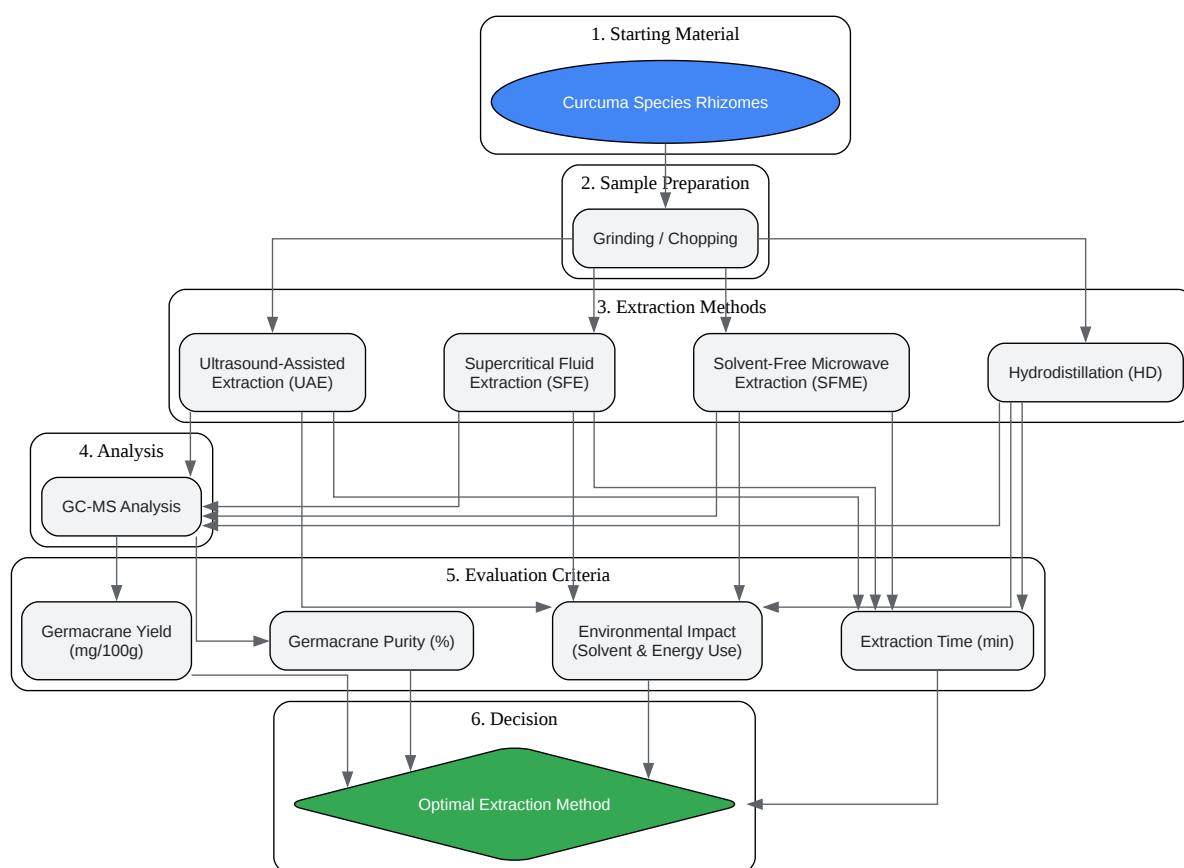 1. Starting Material
Curcuma Species Rhizomes
2. Sample Preparation
Grinding / Chopping
3. Extraction Methods
Ultrasound-Assisted
Extraction (UAE)
Supercritical Fluid
Extraction (SFE)
Solvent-Free Microwave
Extraction (SFME)
Hydrodistillation (HD)
4. Analysis
GC-MS Analysis
5. Evaluation Criteria
Germacrane Yield
(mg/100g)
Germacrane Purity (%)
Environmental Impact
(Solvent & Energy Use)
Extraction Time (min)
6. Decision
Optimal Extraction Method